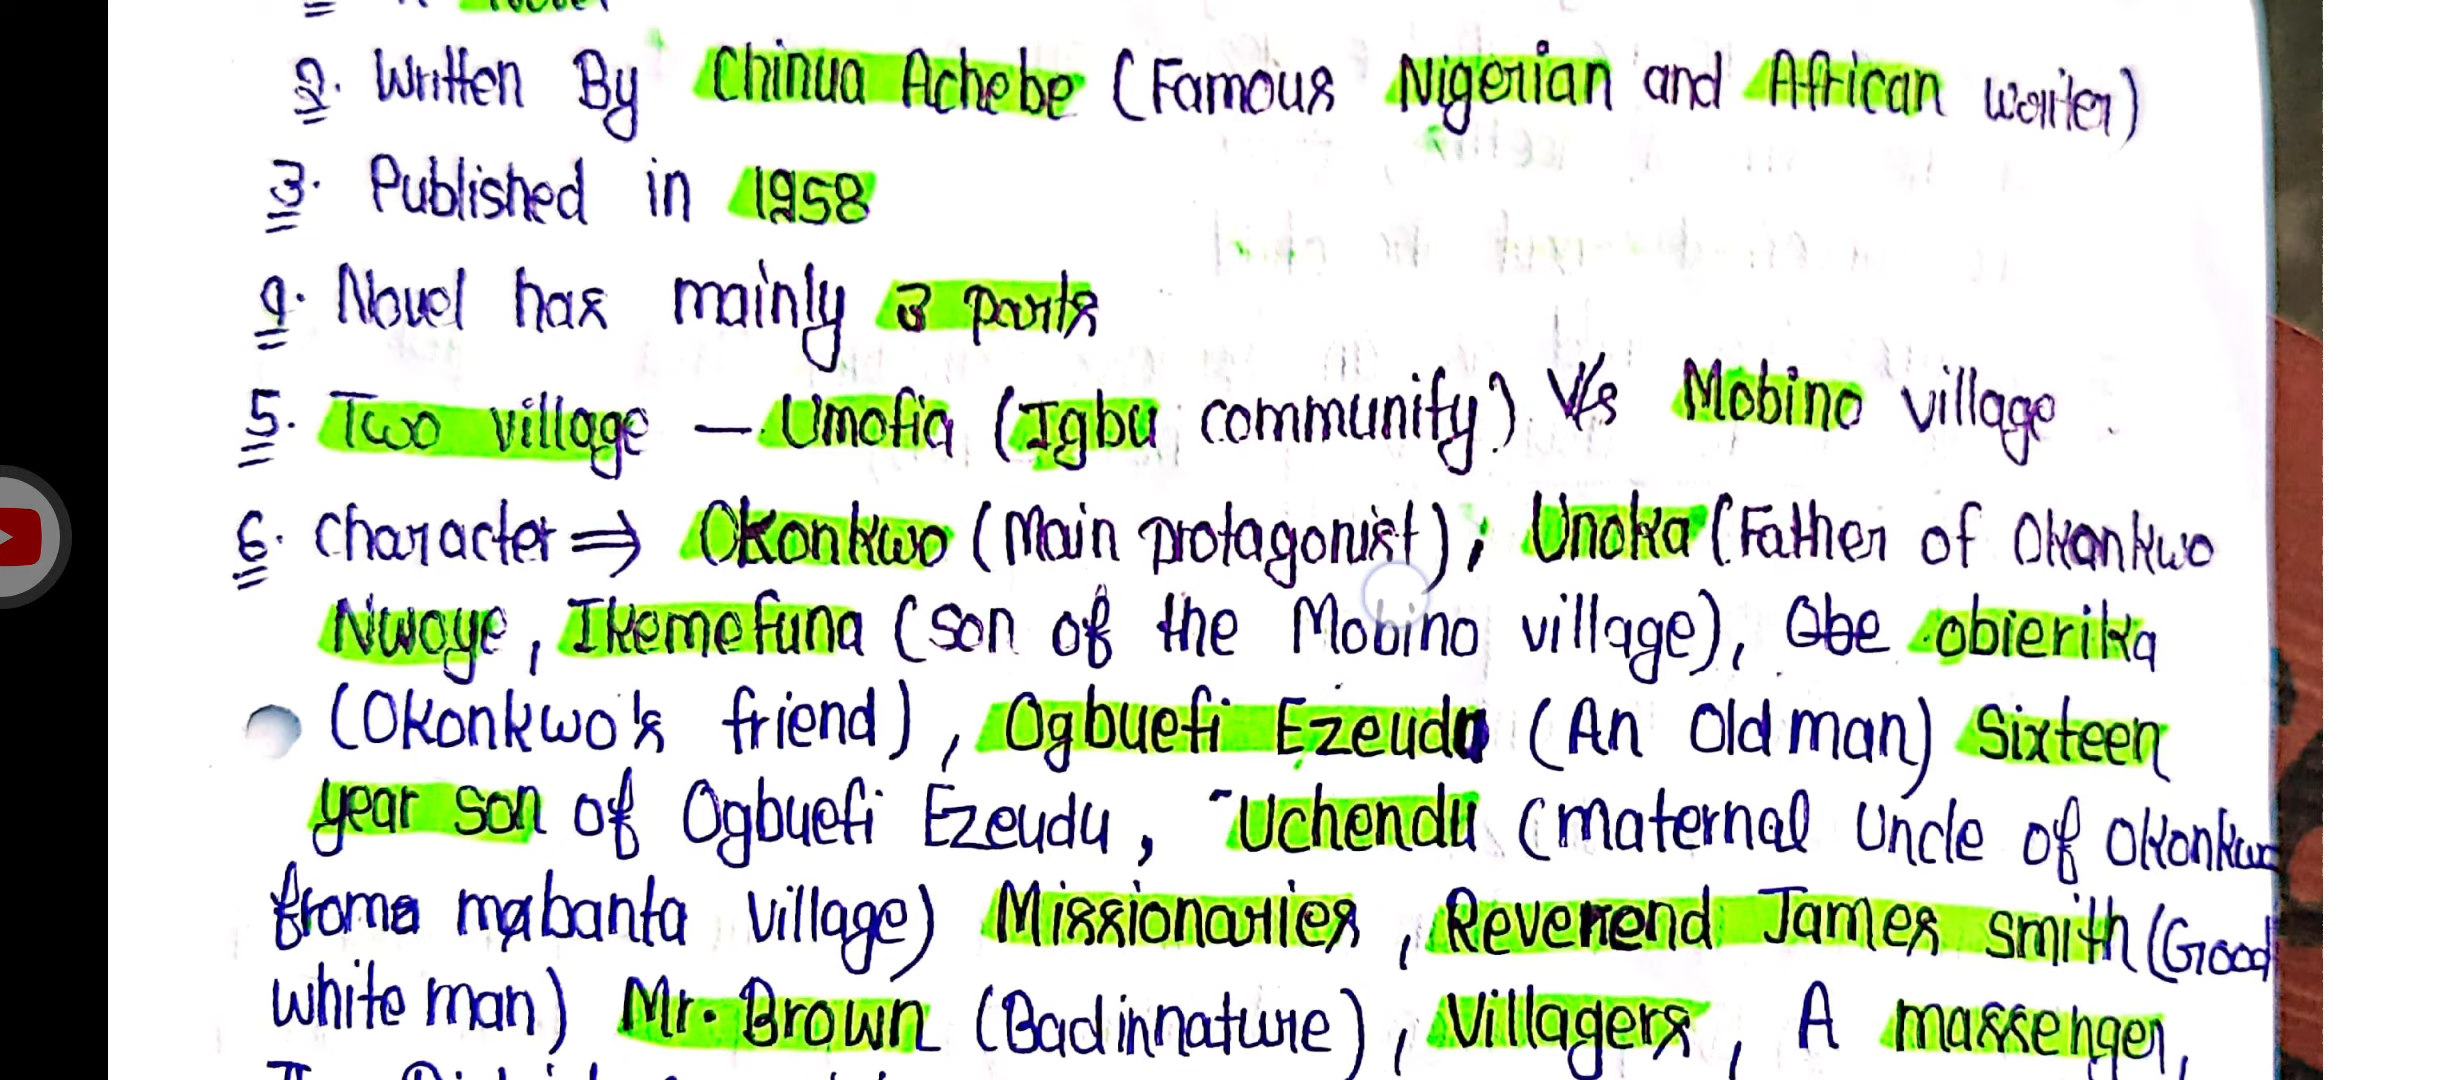 2. Written By Chinua Achebe (Famous Nigerian and African writer)
3. Published in 1958
4. Novel has mainly 3 parts
5. Two village – Umofia (Igbu community) V/s Mobino village
6. Character ⇒ Okonkwo (Main protagonist); Unoka (Father of Okonkwo
Nwoye, Ikemefuna (son of the Mobino village), Obe obierika
(Okonkwo's friend), Ogbuefi Ezeudu (An Old man) Sixteen
year son of Ogbuefi Ezeudu, Uchendu (maternal Uncle of Okonkwo
from mabanta village) Missionaries, Reverend James Smith (Good
white man) Mr. Brown (Bad in nature), Villagers, A massenger,